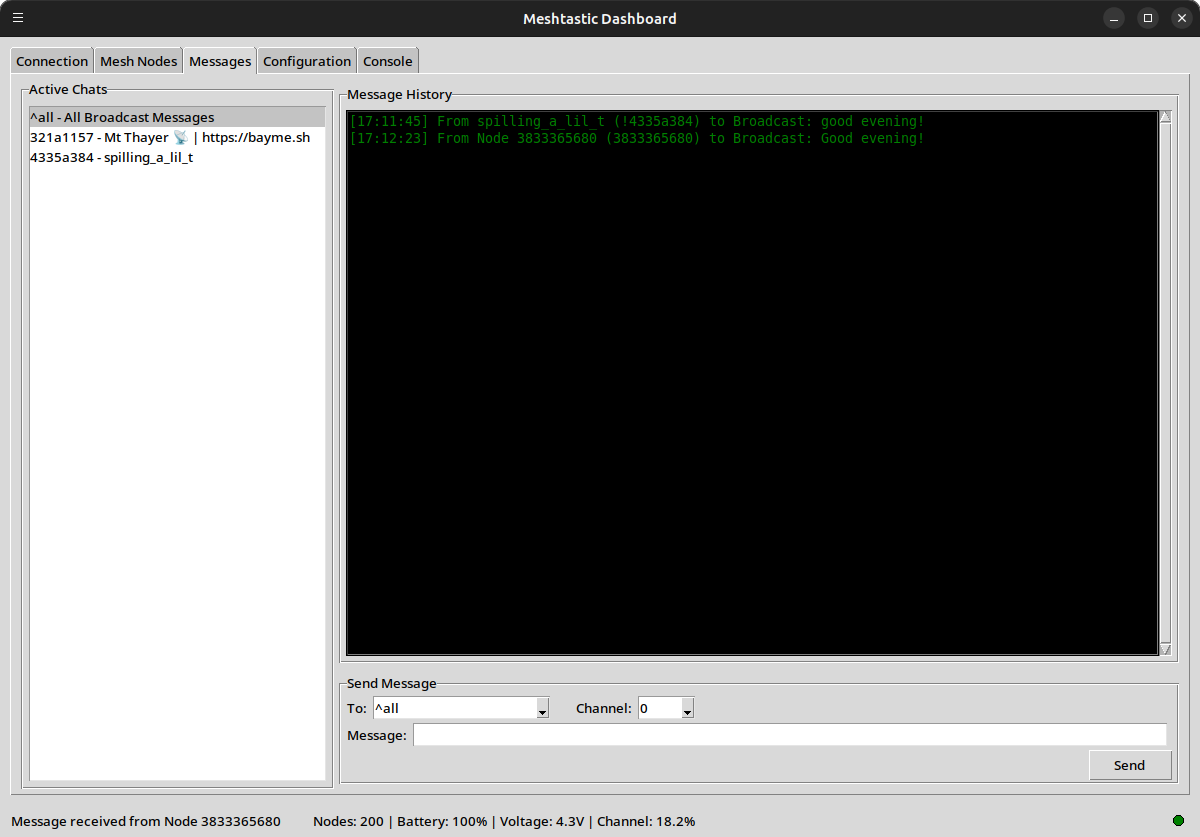 Meshtastic Dashboard
Connection Mesh Nodes Messages Configuration Console
Active Chats
^all - All Broadcast Messages
321a1157 - Mt Thayer 📡 | https://bayme.sh
4335a384 - spilling_a_lil_t
Message History
[17:11:45] From spilling_a_lil_t (!4335a384) to Broadcast: good evening!
[17:12:23] From Node 3833365680 (3833365680) to Broadcast: Good evening!
Send Message
To: ^all Channel: 0
Message:
Send
Message received from Node 3833365680 Nodes: 200 | Battery: 100% | Voltage: 4.3V | Channel: 18.2%